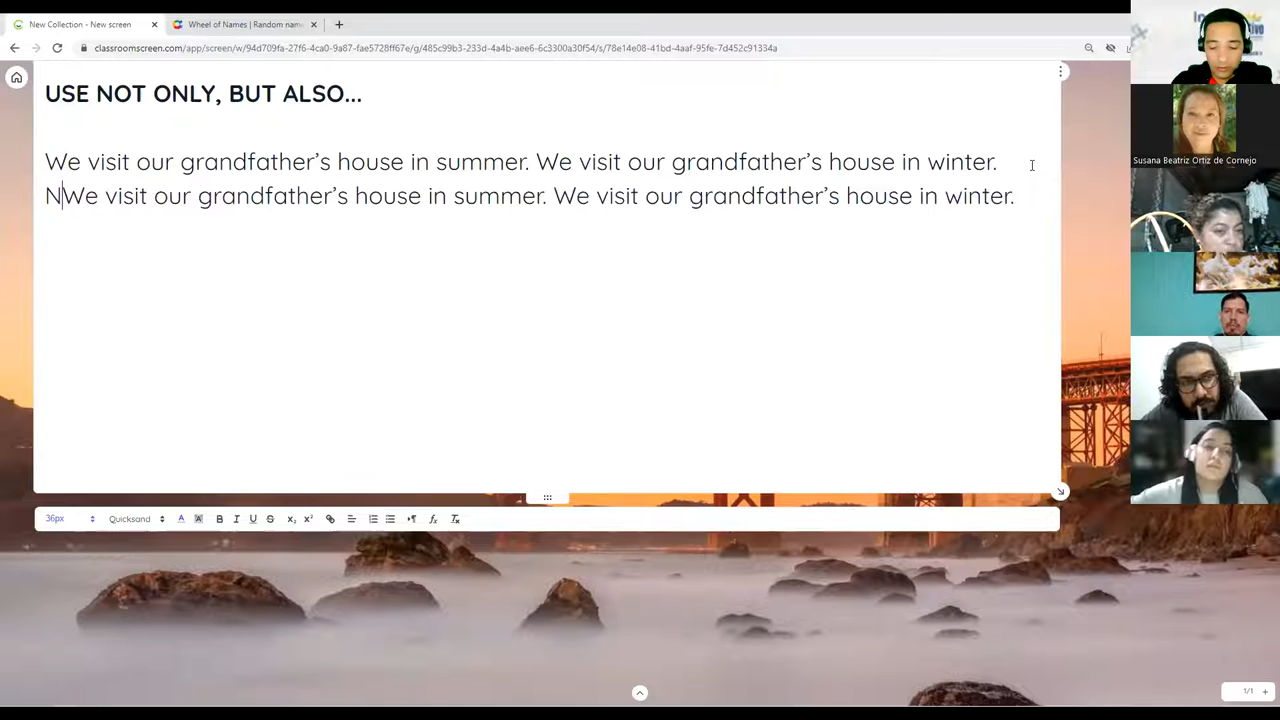 New Collection - New screen
Wheel of Names | Random nam
classroomscreen.com/app/screen/w/94d709fa-27f6-4ca0-9a87-fae5728ff67e/g/485c99b3-233d-4a4b-aee6-6c3300a30f54/s/78e14e08-41bd-4aaf-95fe-7d452c91334a
USE NOT ONLY, BUT ALSO...
We visit our grandfather’s house in summer. We visit our grandfather’s house in winter.
NWe visit our grandfather’s house in summer. We visit our grandfather’s house in winter.
Susana Beatriz Ortiz de Cornejo
36px
Quicksand
1/1